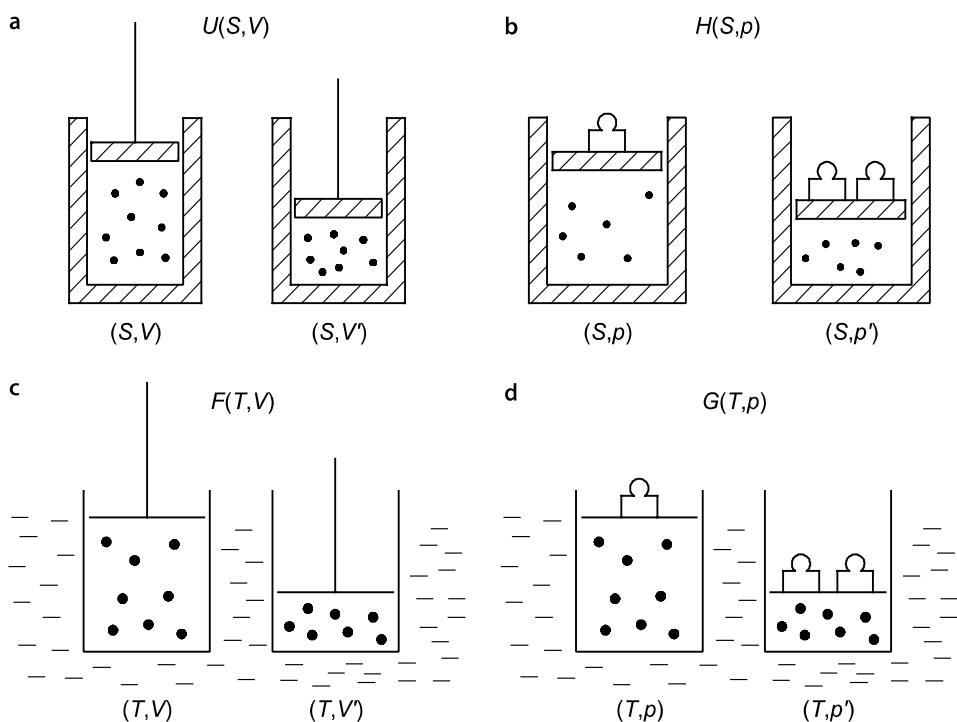 a U(S,V)
b H(S,p)
(S,V) (S,V′) (S,p) (S,p′)
c F(T,V)
d G(T,p)
(T,V) (T,V′) (T,p) (T,p′)